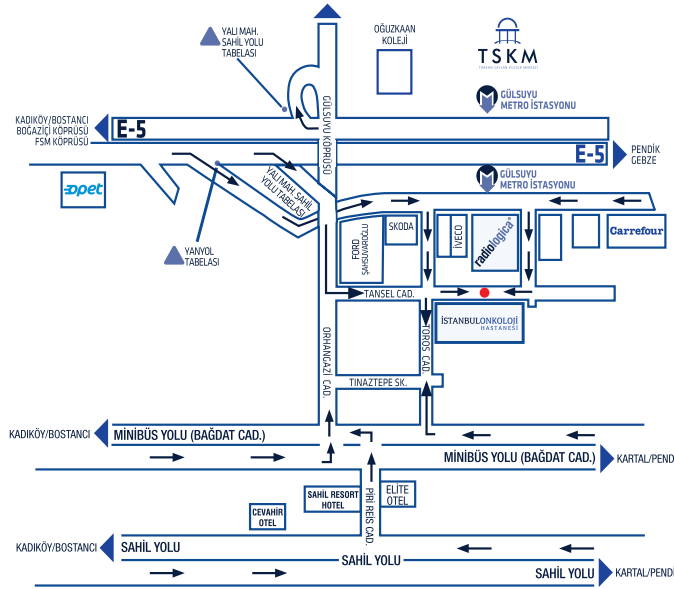 YALI MAH.
SAHİL YOLU
TABELASI
OĞUZKAAN
KOLEJİ
TSKM
GÜLSUYU
METRO İSTASYONU
KADIKÖY/BOSTANCI
BOĞAZİÇİ KÖPRÜSÜ
FSM KÖPRÜSÜ
E-5
GÜLSUYU KÖPRÜSÜ
E-5
PENDİK
GEBZE
GÜLSUYU
METRO İSTASYONU
opet
YALI MAH. SAHİL
YOLU TABELASI
YANYOL
TABELASI
FORD
ŞAHSUVAROĞLU
SKODA
İVECO
radiologica
Carrefour
TANSEL CAD.
İSTANBULONKOLOJİ
HASTANESİ
ORHANGAZİ CAD.
TOROS CAD.
TINAZTEPE SK.
KADIKÖY/BOSTANCI
MİNİBÜS YOLU (BAĞDAT CAD.)
MİNİBÜS YOLU (BAĞDAT CAD.)
KARTAL/PEND
SAHİL RESORT
HOTEL
ELİTE
OTEL
CEVAHİR
OTEL
PİRİ REİS CAD.
KADIKÖY/BOSTANCI
SAHİL YOLU
SAHİL YOLU
SAHİL YOLU
KARTAL/PENDİ